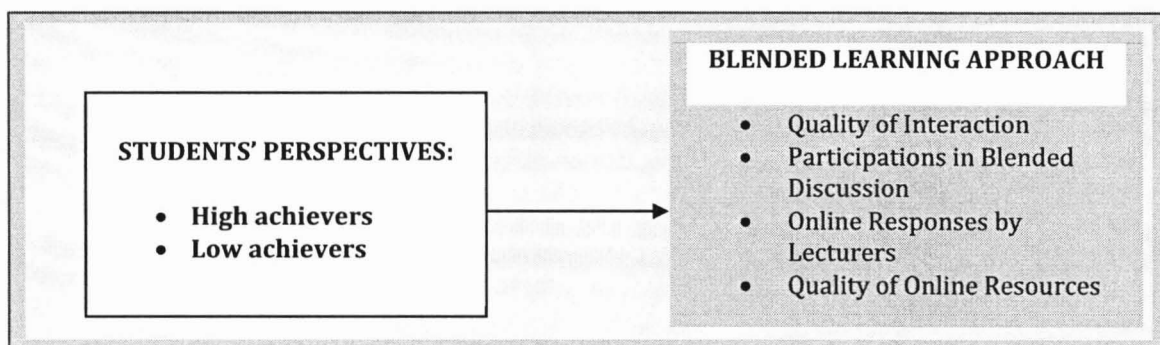 STUDENTS’ PERSPECTIVES:
• High achievers
• Low achievers
BLENDED LEARNING APPROACH
• Quality of Interaction
• Participations in Blended
Discussion
• Online Responses by
Lecturers
• Quality of Online Resources